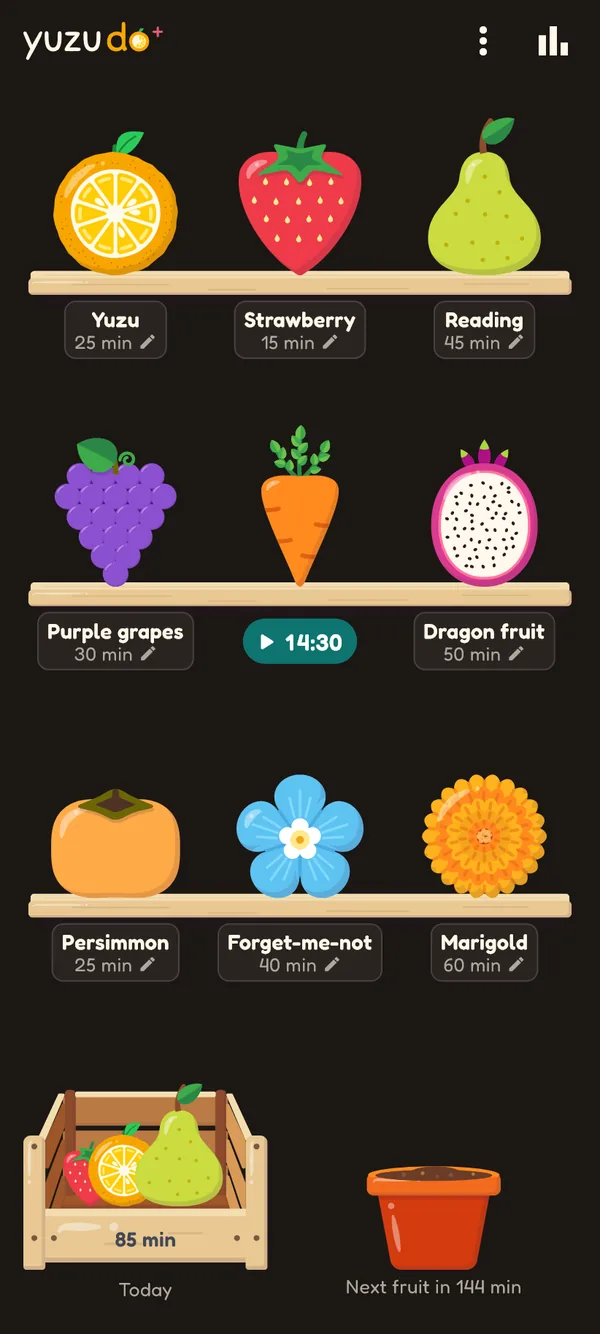 yuzu do+
Yuzu
25 min
Strawberry
15 min
Reading
45 min
Purple grapes
30 min
14:30
Dragon fruit
50 min
Persimmon
25 min
Forget-me-not
40 min
Marigold
60 min
85 min
Today
Next fruit in 144 min